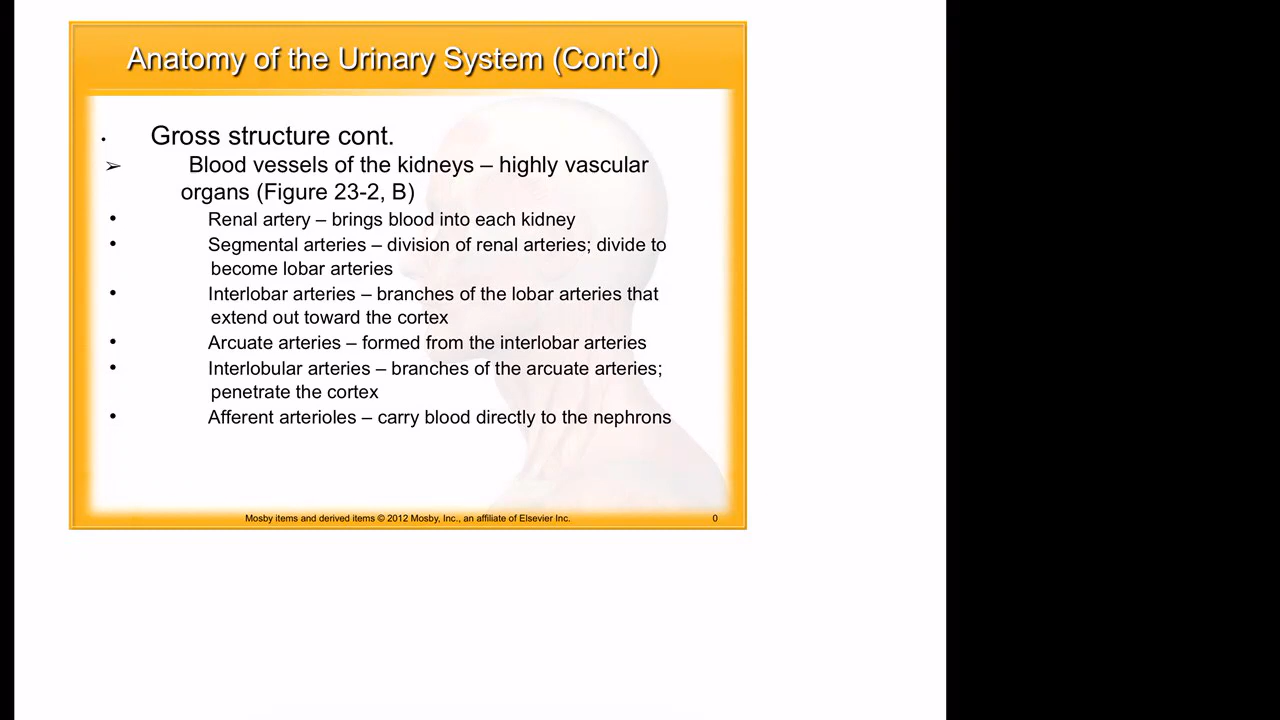 Anatomy of the Urinary System (Cont’d)
• Gross structure cont.
➢ Blood vessels of the kidneys – highly vascular
organs (Figure 23-2, B)
• Renal artery – brings blood into each kidney
• Segmental arteries – division of renal arteries; divide to
become lobar arteries
• Interlobar arteries – branches of the lobar arteries that
extend out toward the cortex
• Arcuate arteries – formed from the interlobar arteries
• Interlobular arteries – branches of the arcuate arteries;
penetrate the cortex
• Afferent arterioles – carry blood directly to the nephrons
Mosby items and derived items © 2012 Mosby, Inc., an affiliate of Elsevier Inc. 0